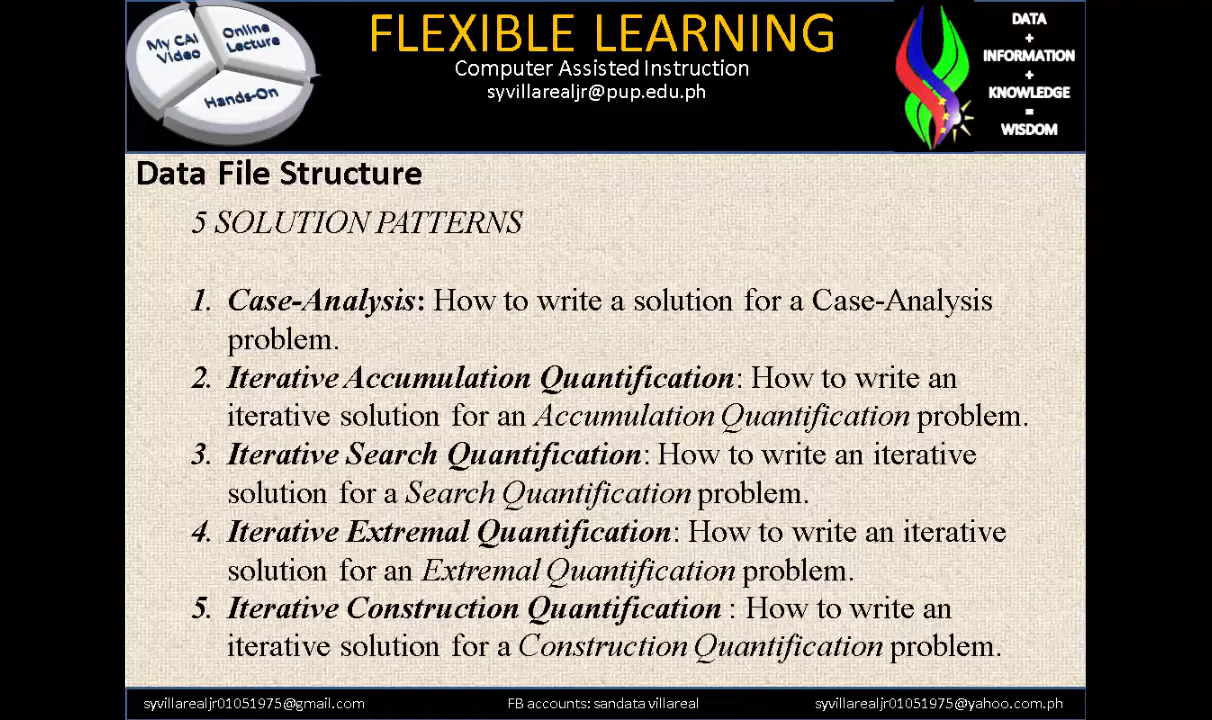 My CAI
Video
Online
Lecture
Hands-On
FLEXIBLE LEARNING
Computer Assisted Instruction
syvillarealjr@pup.edu.ph
DATA
+
INFORMATION
+
KNOWLEDGE
=
WISDOM
Data File Structure
5 SOLUTION PATTERNS
1. Case-Analysis: How to write a solution for a Case-Analysis
problem.
2. Iterative Accumulation Quantification: How to write an
iterative solution for an Accumulation Quantification problem.
3. Iterative Search Quantification: How to write an iterative
solution for a Search Quantification problem.
4. Iterative Extremal Quantification: How to write an iterative
solution for an Extremal Quantification problem.
5. Iterative Construction Quantification : How to write an
iterative solution for a Construction Quantification problem.
syvillarealjr01051975@gmail.com
FB accounts: sandata villareal
syvillarealjr01051975@yahoo.com.ph